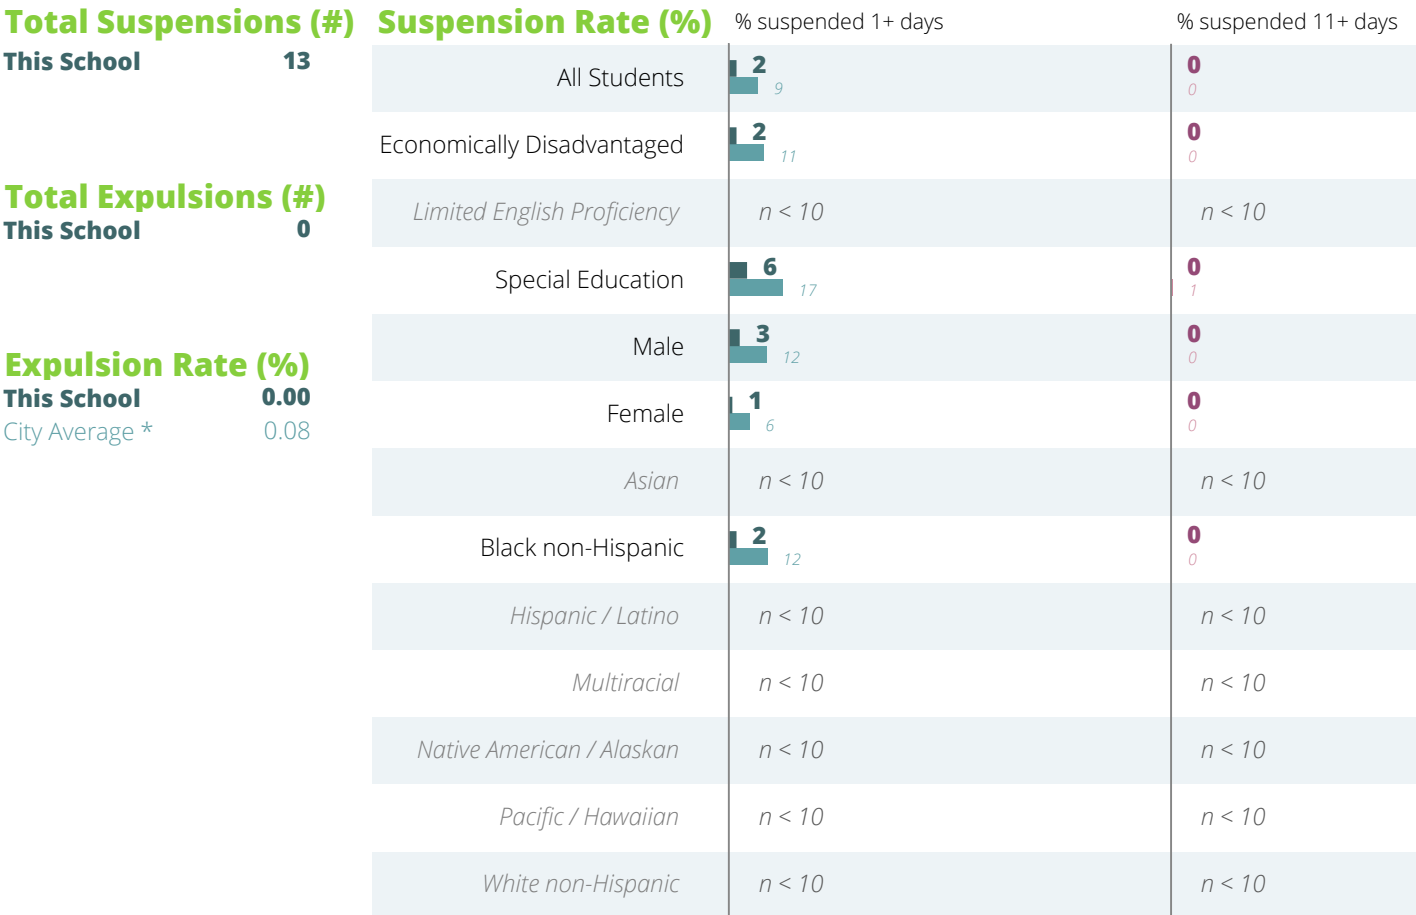 Total Suspensions (#)
This School 13
Total Expulsions (#)
This School 0
Expulsion Rate (%)
This School 0.00
City Average * 0.08
Suspension Rate (%) % suspended 1+ days % suspended 11+ days
All Students 2 0
9 0
Economically Disadvantaged 2 0
11 0
Limited English Proficiency n < 10 n < 10
Special Education 6 0
17 1
Male 3 0
12 0
Female 1 0
6 0
Asian n < 10 n < 10
Black non-Hispanic 2 0
12 0
Hispanic / Latino n < 10 n < 10
Multiracial n < 10 n < 10
Native American / Alaskan n < 10 n < 10
Pacific / Hawaiian n < 10 n < 10
White non-Hispanic n < 10 n < 10